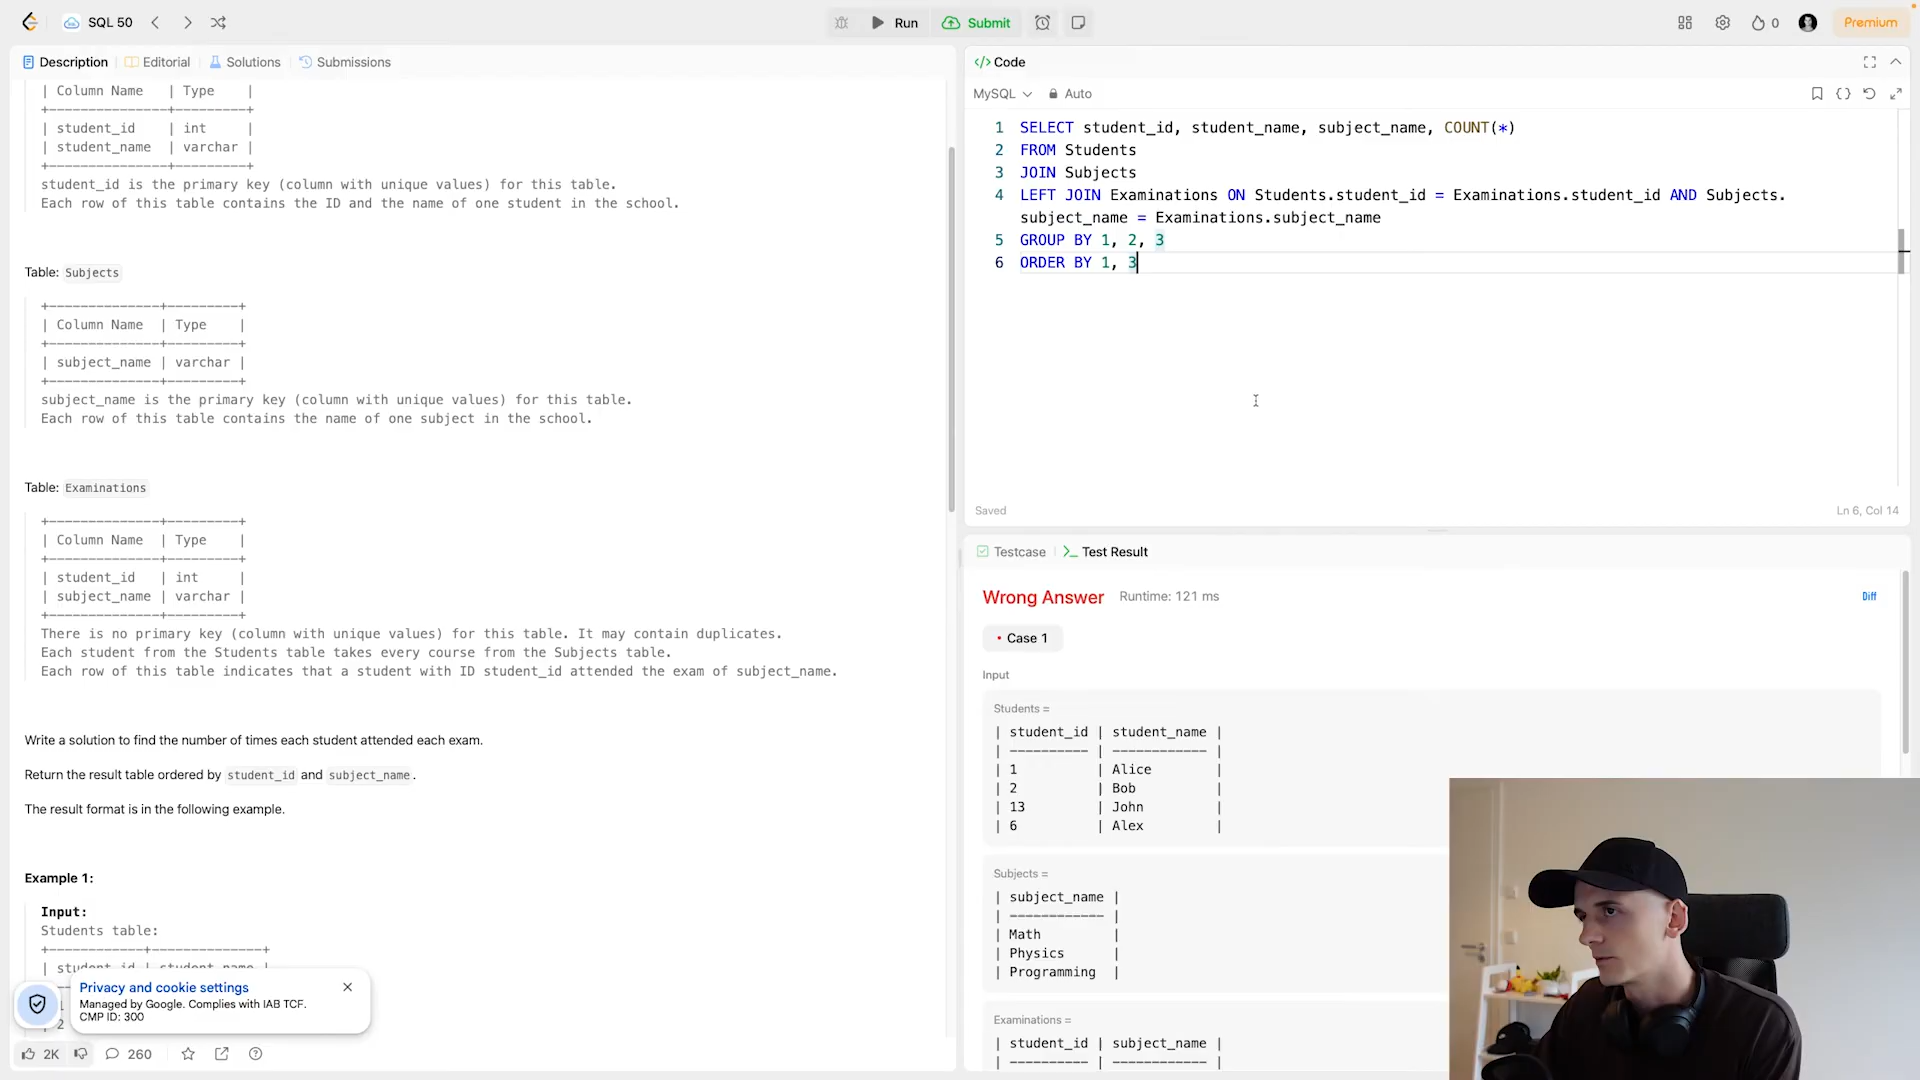 SQL 50
Run
Submit
0
Premium
Description
Editorial
Solutions
Submissions
| Column Name | Type |
+--------------+---------+
| student_id | int |
| student_name | varchar |
+--------------+---------+
student_id is the primary key (column with unique values) for this table.
Each row of this table contains the ID and the name of one student in the school.
Table: Subjects
+--------------+---------+
| Column Name | Type |
+--------------+---------+
| subject_name | varchar |
+--------------+---------+
subject_name is the primary key (column with unique values) for this table.
Each row of this table contains the name of one subject in the school.
Table: Examinations
+--------------+---------+
| Column Name | Type |
+--------------+---------+
| student_id | int |
| subject_name | varchar |
+--------------+---------+
There is no primary key (column with unique values) for this table. It may contain duplicates.
Each student from the Students table takes every course from the Subjects table.
Each row of this table indicates that a student with ID student_id attended the exam of subject_name.
Write a solution to find the number of times each student attended each exam.
Return the result table ordered by student_id and subject_name.
The result format is in the following example.
Example 1:
Input:
Students table:
+------------+--------------+
| student_id | student_name |
2
Privacy and cookie settings
Managed by Google. Complies with IAB TCF.
CMP ID: 300
2K
260
</> Code
MySQL
Auto
1 SELECT student_id, student_name, subject_name, COUNT(*)
2 FROM Students
3 JOIN Subjects
4 LEFT JOIN Examinations ON Students.student_id = Examinations.student_id AND Subjects.
subject_name = Examinations.subject_name
5 GROUP BY 1, 2, 3
6 ORDER BY 1, 3
Saved
Ln 6, Col 14
Testcase
Test Result
Wrong Answer
Runtime: 121 ms
Diff
Case 1
Input
Students =
| student_id | student_name |
| ---------- | ------------ |
| 1 | Alice |
| 2 | Bob |
| 13 | John |
| 6 | Alex |
Subjects =
| subject_name |
| ------------ |
| Math |
| Physics |
| Programming |
Examinations =
| student_id | subject_name |
| ---------- | ------------ |